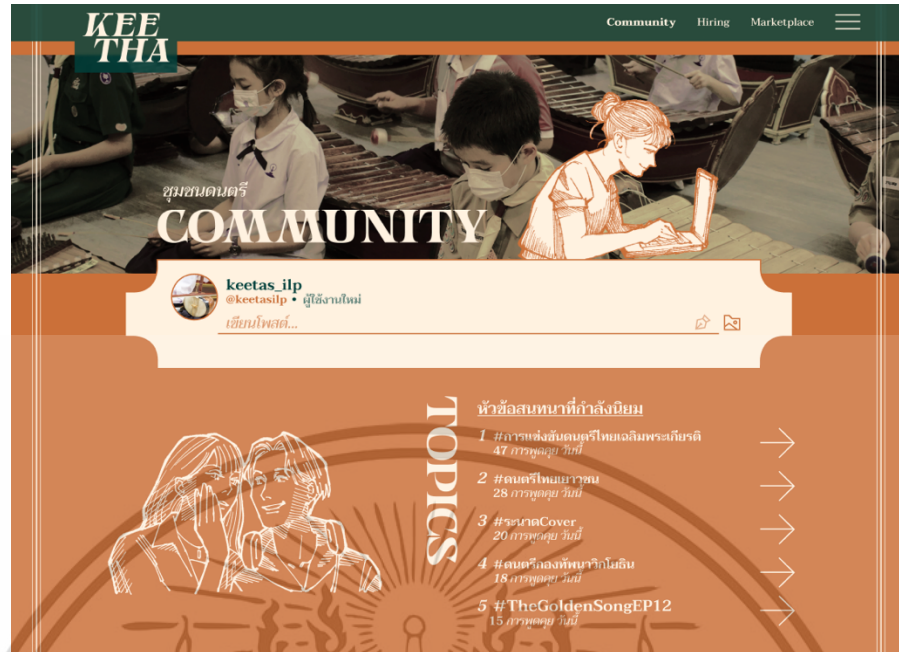 KEE
THA
Community Hiring Marketplace
ชุมชนดนตรี
COMMUNITY
keetas_ilp
@keetasilp • ผู้ใช้งานใหม่
เขียนโพสต์...
TOPICS
หัวข้อสนทนาที่กำลังนิยม
1 #การแข่งขันดนตรีไทยเฉลิมพระเกียรติ
47 การพูดคุย วันนี้
2 #ดนตรีไทยเยาวชน
28 การพูดคุย วันนี้
3 #ระนาดCover
20 การพูดคุย วันนี้
4 #ดนตรีกองทัพนาวิกโยธิน
18 การพูดคุย วันนี้
5 #TheGoldenSongEP12
15 การพูดคุย วันนี้